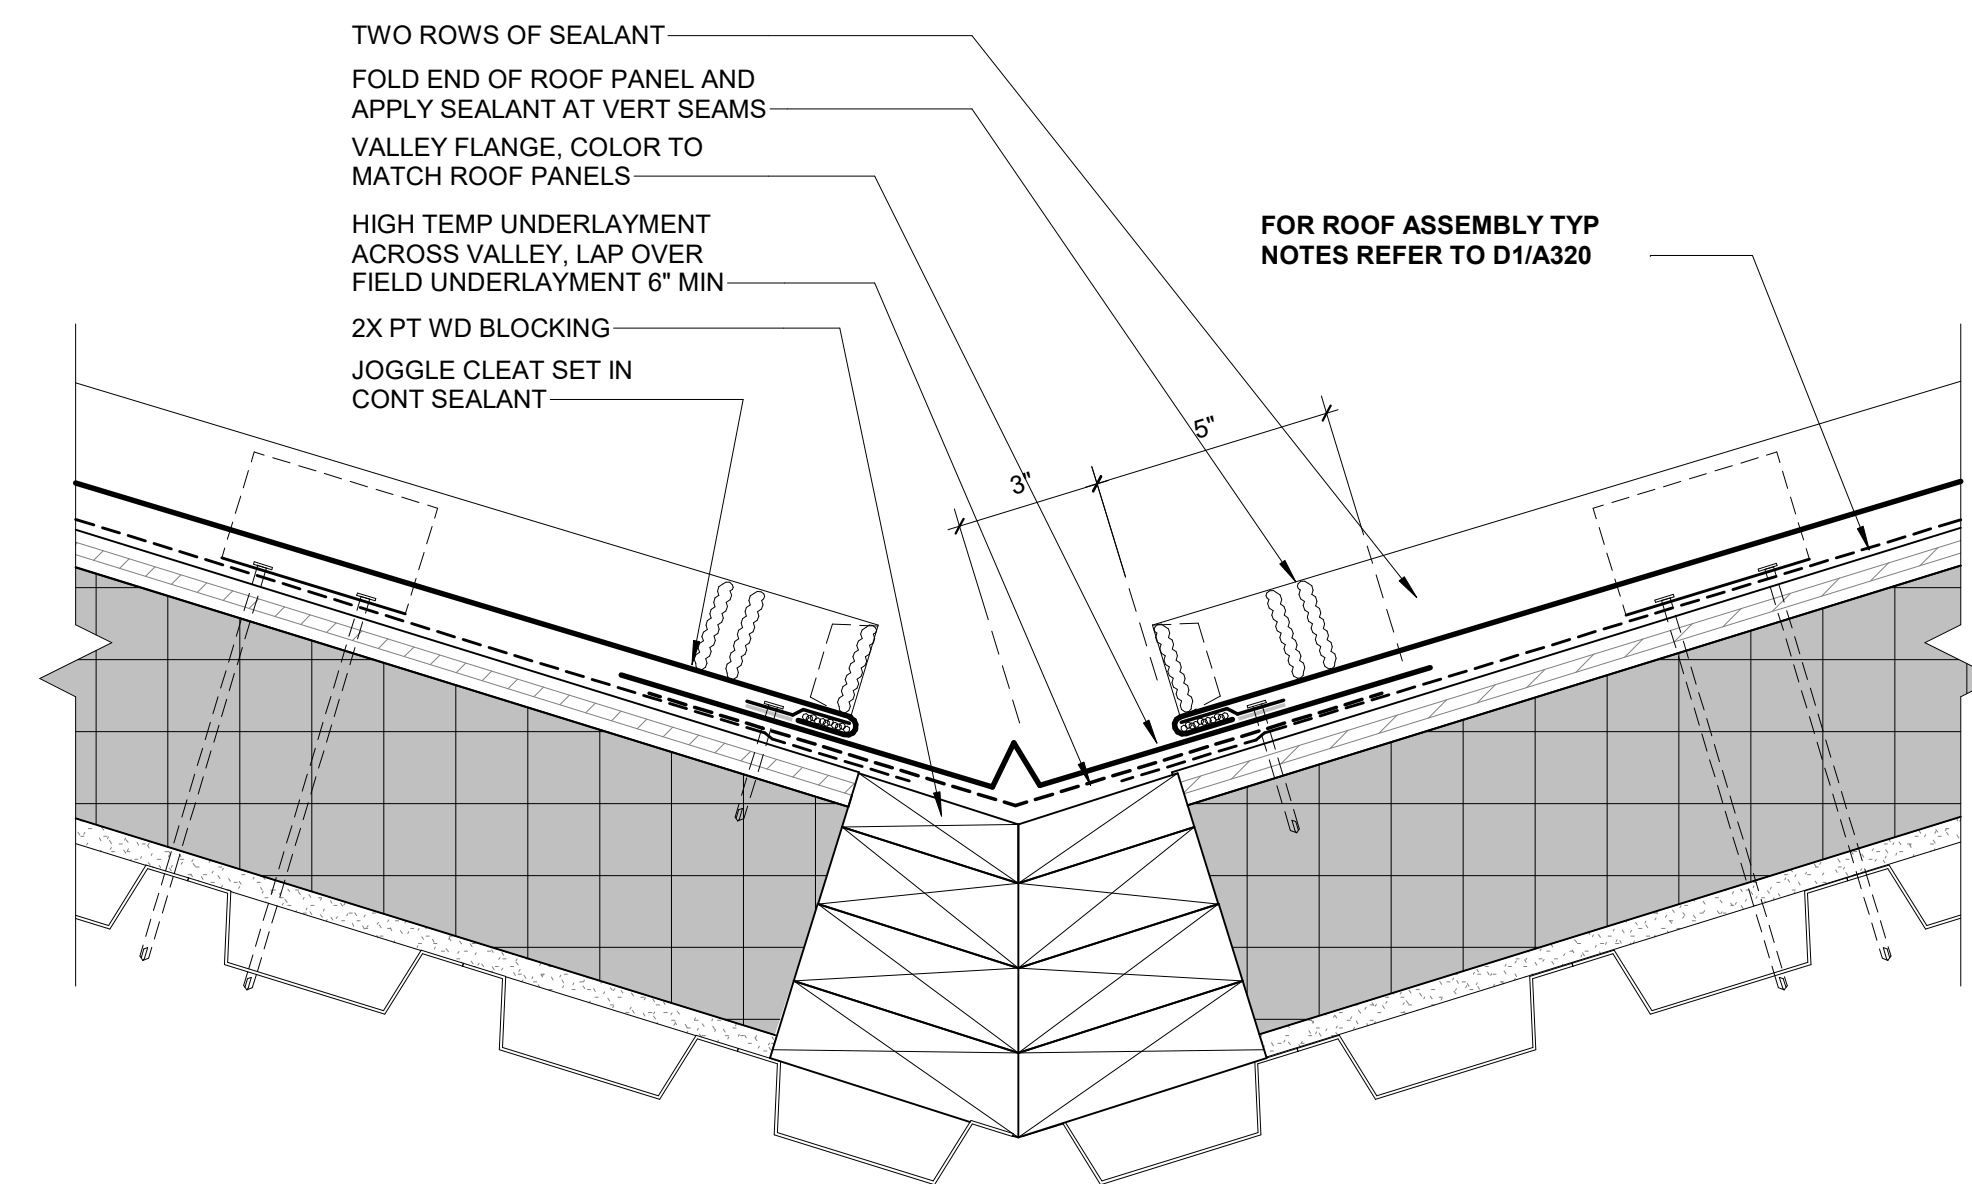 TWO ROWS OF SEALANT
FOLD END OF ROOF PANEL AND
APPLY SEALANT AT VERT SEAMS
VALLEY FLANGE, COLOR TO
MATCH ROOF PANELS
HIGH TEMP UNDERLAYMENT
ACROSS VALLEY, LAP OVER
FIELD UNDERLAYMENT 6" MIN
2X PT WD BLOCKING
JOGGLE CLEAT SET IN
CONT SEALANT
FOR ROOF ASSEMBLY TYP
NOTES REFER TO D1/A320
5"
3"